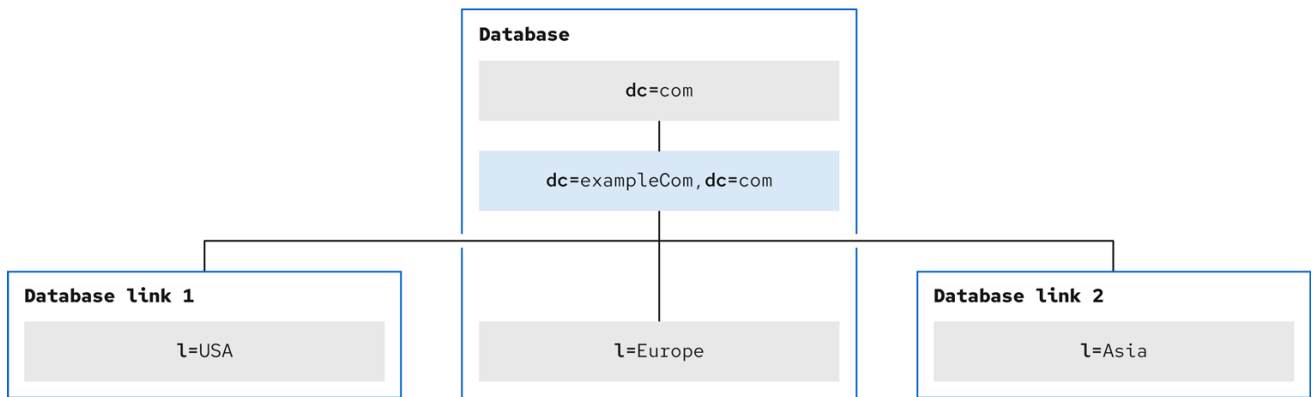 Database
dc=com
dc=exampleCom,dc=com
Database link 1
l=USA
l=Europe
Database link 2
l=Asia